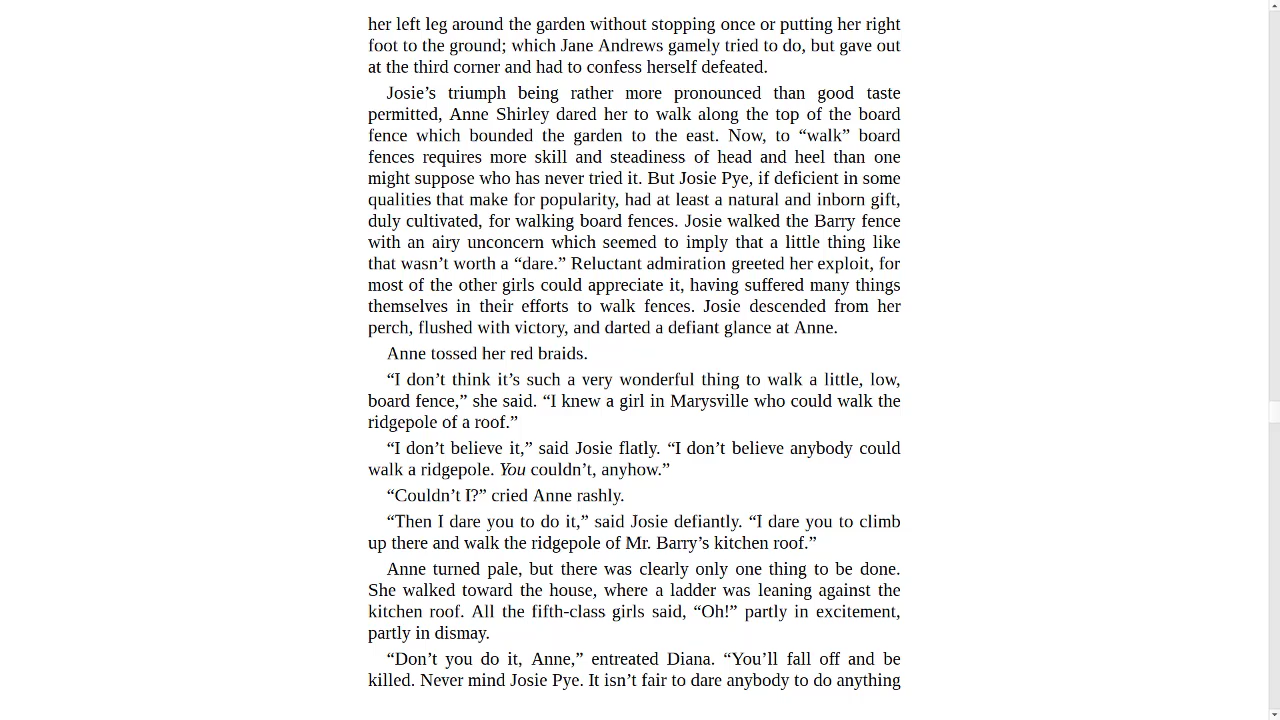 her left leg around the garden without stopping once or putting her right
foot to the ground; which Jane Andrews gamely tried to do, but gave out
at the third corner and had to confess herself defeated.
Josie’s triumph being rather more pronounced than good taste
permitted, Anne Shirley dared her to walk along the top of the board
fence which bounded the garden to the east. Now, to “walk” board
fences requires more skill and steadiness of head and heel than one
might suppose who has never tried it. But Josie Pye, if deficient in some
qualities that make for popularity, had at least a natural and inborn gift,
duly cultivated, for walking board fences. Josie walked the Barry fence
with an airy unconcern which seemed to imply that a little thing like
that wasn’t worth a “dare.” Reluctant admiration greeted her exploit, for
most of the other girls could appreciate it, having suffered many things
themselves in their efforts to walk fences. Josie descended from her
perch, flushed with victory, and darted a defiant glance at Anne.
Anne tossed her red braids.
“I don’t think it’s such a very wonderful thing to walk a little, low,
board fence,” she said. “I knew a girl in Marysville who could walk the
ridgepole of a roof.”
“I don’t believe it,” said Josie flatly. “I don’t believe anybody could
walk a ridgepole. You couldn’t, anyhow.”
“Couldn’t I?” cried Anne rashly.
“Then I dare you to do it,” said Josie defiantly. “I dare you to climb
up there and walk the ridgepole of Mr. Barry’s kitchen roof.”
Anne turned pale, but there was clearly only one thing to be done.
She walked toward the house, where a ladder was leaning against the
kitchen roof. All the fifth-class girls said, “Oh!” partly in excitement,
partly in dismay.
“Don’t you do it, Anne,” entreated Diana. “You’ll fall off and be
killed. Never mind Josie Pye. It isn’t fair to dare anybody to do anything